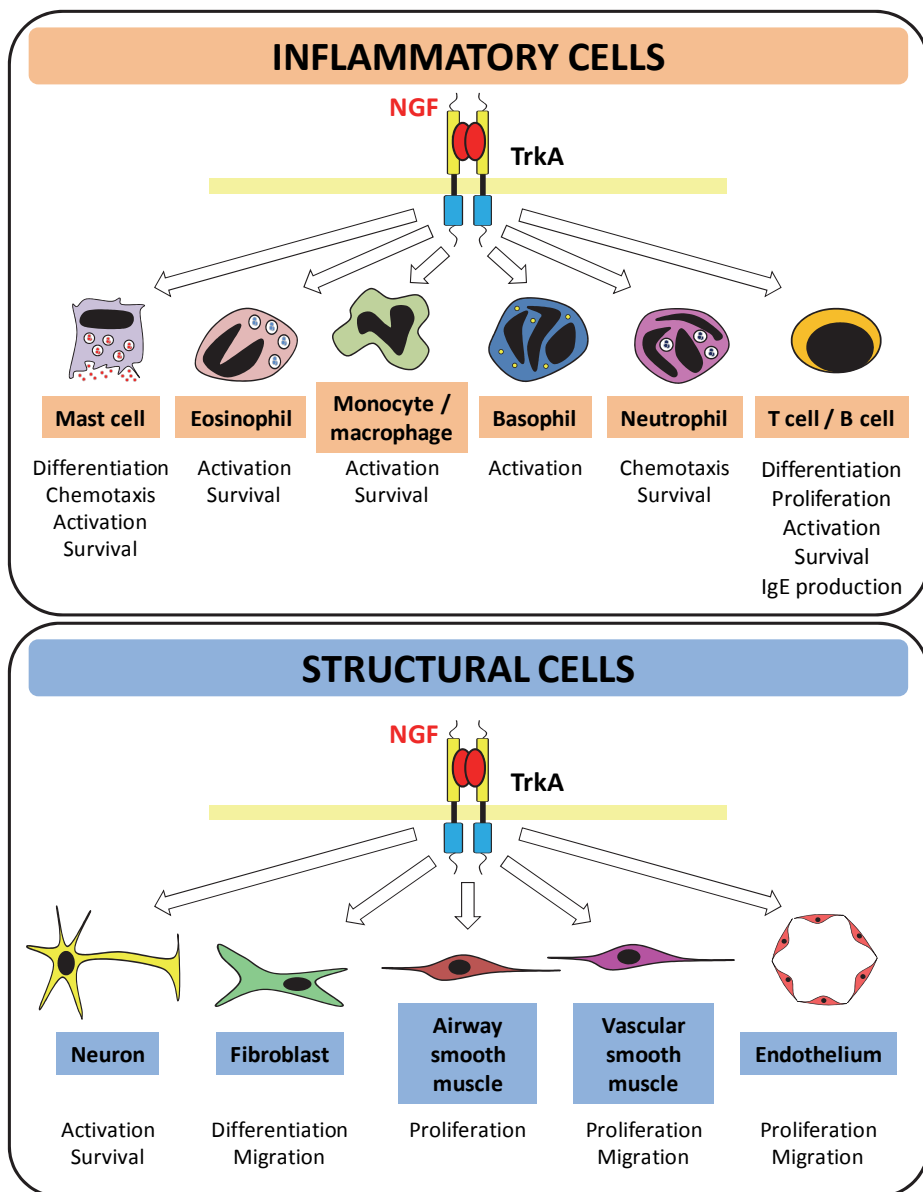 INFLAMMATORY CELLS
NGF
TrkA
Mast cell
Differentiation
Chemotaxis
Activation
Survival
Eosinophil
Activation
Survival
Monocyte /
macrophage
Activation
Survival
Basophil
Activation
Neutrophil
Chemotaxis
Survival
T cell / B cell
Differentiation
Proliferation
Activation
Survival
IgE production
STRUCTURAL CELLS
NGF
TrkA
Neuron
Activation
Survival
Fibroblast
Differentiation
Migration
Airway
smooth
muscle
Proliferation
Vascular
smooth
muscle
Proliferation
Migration
Endothelium
Proliferation
Migration